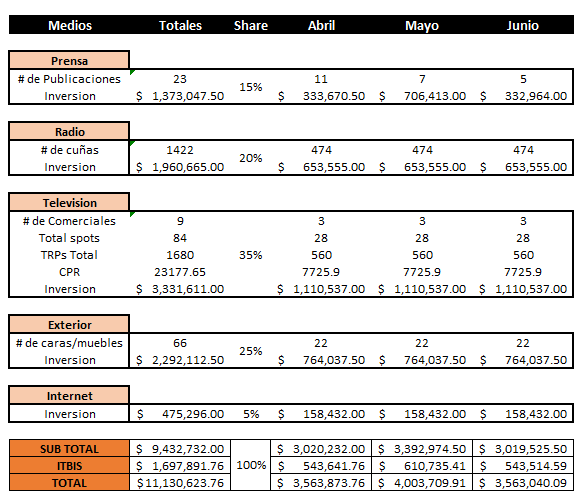 Medios Totales Share Abril Mayo Junio
Prensa
# de Publicaciones 23 11 7 5
15%
Inversion $ 1,373,047.50 $ 333,670.50 $ 706,413.00 $ 332,964.00
Radio
# de cuñas 1422 474 474 474
20%
Inversion $ 1,960,665.00 $ 653,555.00 $ 653,555.00 $ 653,555.00
Television
# de Comerciales 9 3 3 3
Total spots 84 28 28 28
TRPs Total 1680 35% 560 560 560
CPR 23177.65 7725.9 7725.9 7725.9
Inversion $ 3,331,611.00 $ 1,110,537.00 $ 1,110,537.00 $ 1,110,537.00
Exterior
# de caras/muebles 66 22 22 22
25%
Inversion $ 2,292,112.50 $ 764,037.50 $ 764,037.50 $ 764,037.50
Internet
Inversion $ 475,296.00 5% $ 158,432.00 $ 158,432.00 $ 158,432.00
SUB TOTAL $ 9,432,732.00 $ 3,020,232.00 $ 3,392,974.50 $ 3,019,525.50
ITBIS $ 1,697,891.76 100% $ 543,641.76 $ 610,735.41 $ 543,514.59
TOTAL $ 11,130,623.76 $ 3,563,873.76 $ 4,003,709.91 $ 3,563,040.09